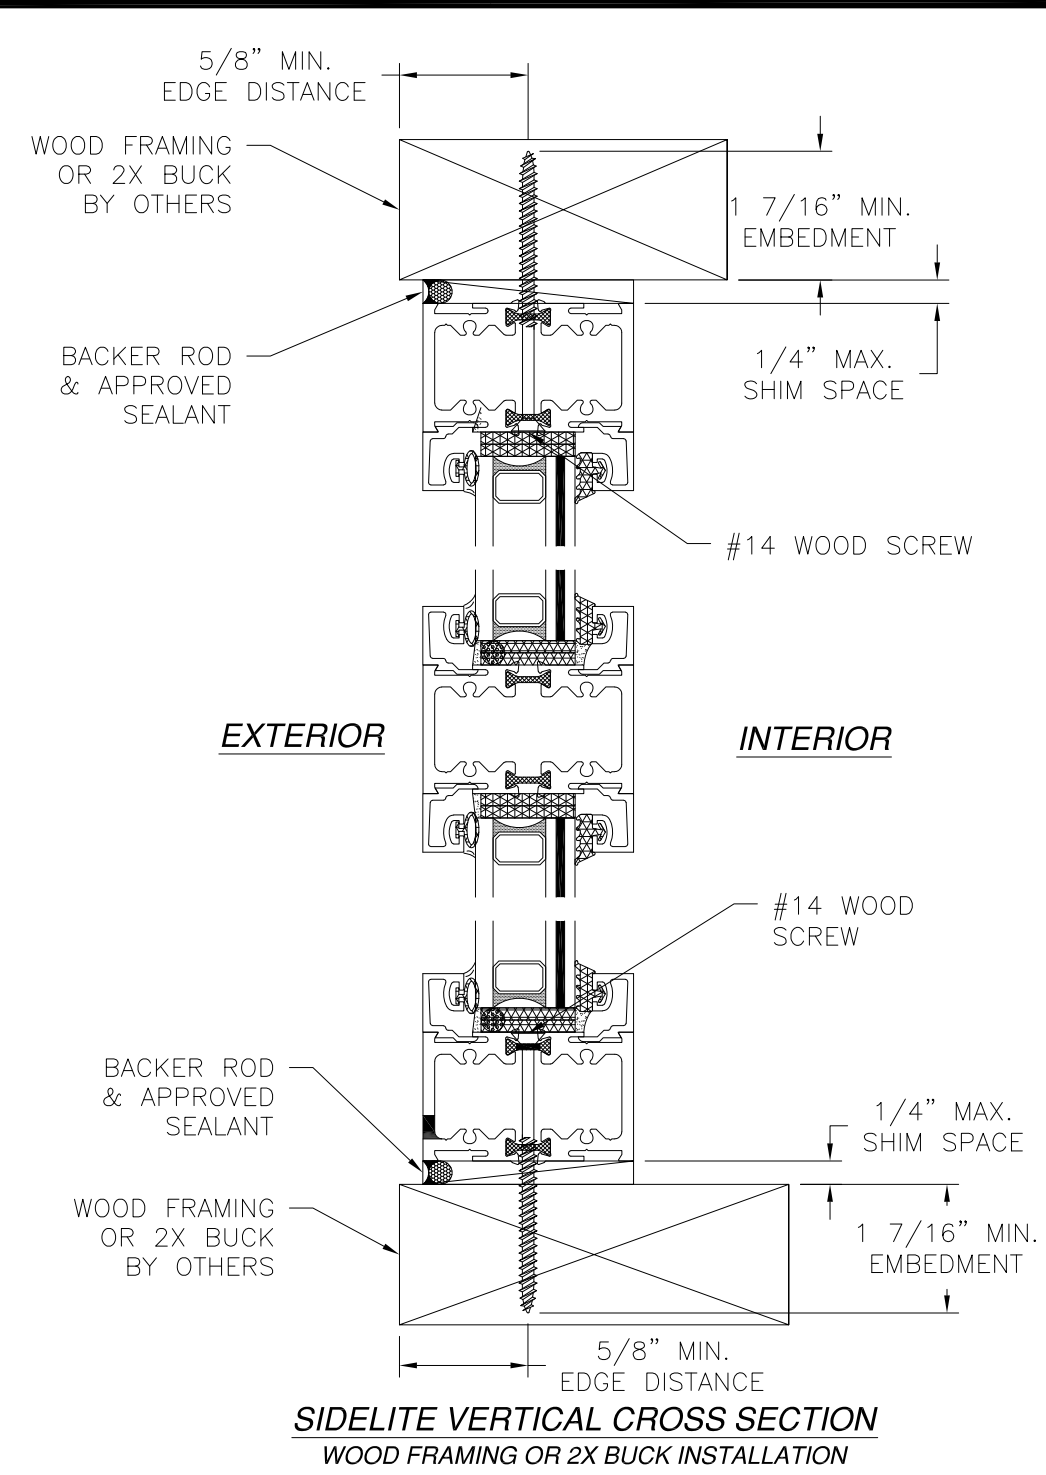 5/8” MIN.
EDGE DISTANCE
WOOD FRAMING
OR 2X BUCK
BY OTHERS
1 7/16” MIN.
EMBEDMENT
BACKER ROD
& APPROVED
SEALANT
1/4” MAX.
SHIM SPACE
#14 WOOD SCREW
EXTERIOR
INTERIOR
#14 WOOD
SCREW
BACKER ROD
& APPROVED
SEALANT
1/4” MAX.
SHIM SPACE
WOOD FRAMING
OR 2X BUCK
BY OTHERS
1 7/16” MIN.
EMBEDMENT
5/8” MIN.
EDGE DISTANCE
SIDELITE VERTICAL CROSS SECTION
WOOD FRAMING OR 2X BUCK INSTALLATION